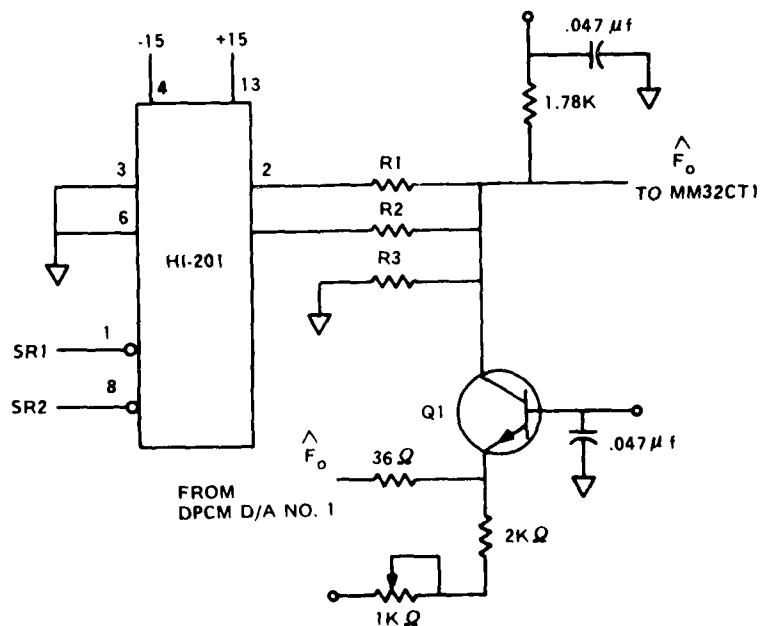 -15 +15
4 13
.047 µf
1.78K
3 2
6
HI-201
R1
R2
R3
F̂o
TO MM32CT1
SR1 1
SR2 8
Q1
.047 µf
F̂o
36 Ω
FROM
DPCM D/A NO. 1
2K Ω
1K Ω